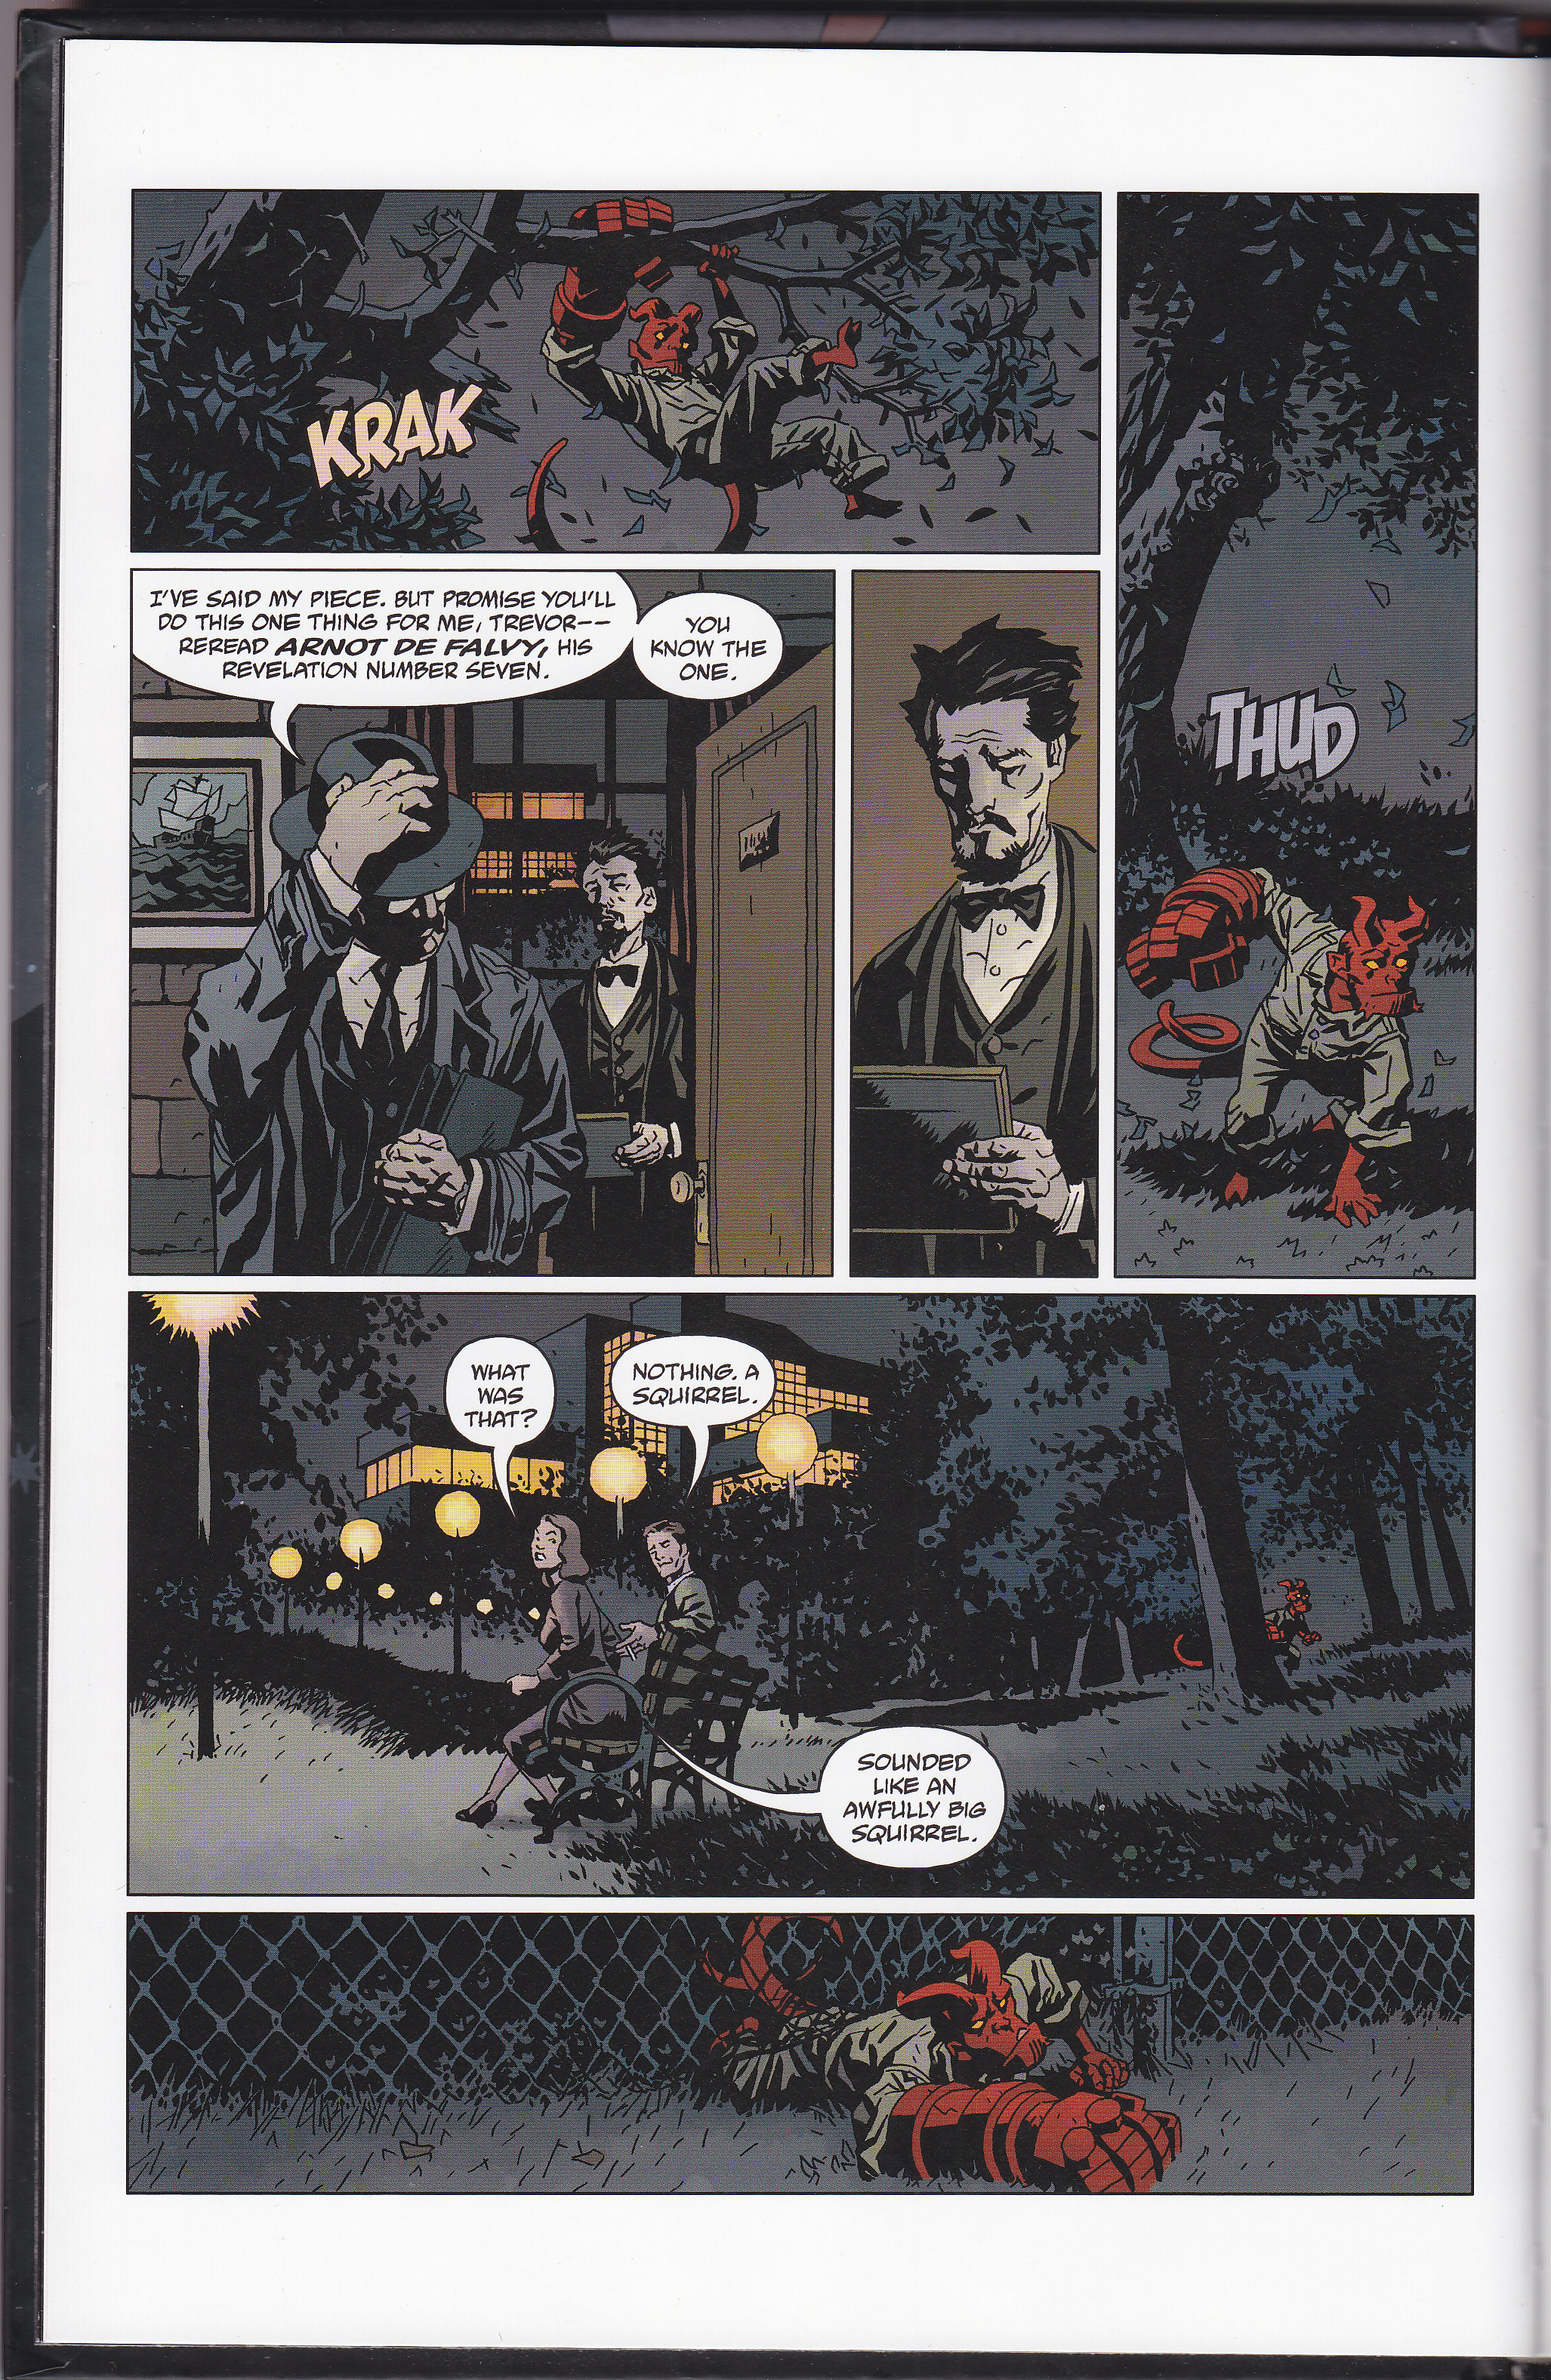 KRAK
I'VE SAID MY PIECE. BUT PROMISE YOU'LL
DO THIS ONE THING FOR ME, TREVOR--
REREAD ARNOT DE FALVY, HIS
REVELATION NUMBER SEVEN.
YOU
KNOW THE
ONE.
THUD
WHAT
WAS
THAT?
NOTHING. A
SQUIRREL.
SOUNDED
LIKE AN
AWFULLY BIG
SQUIRREL.